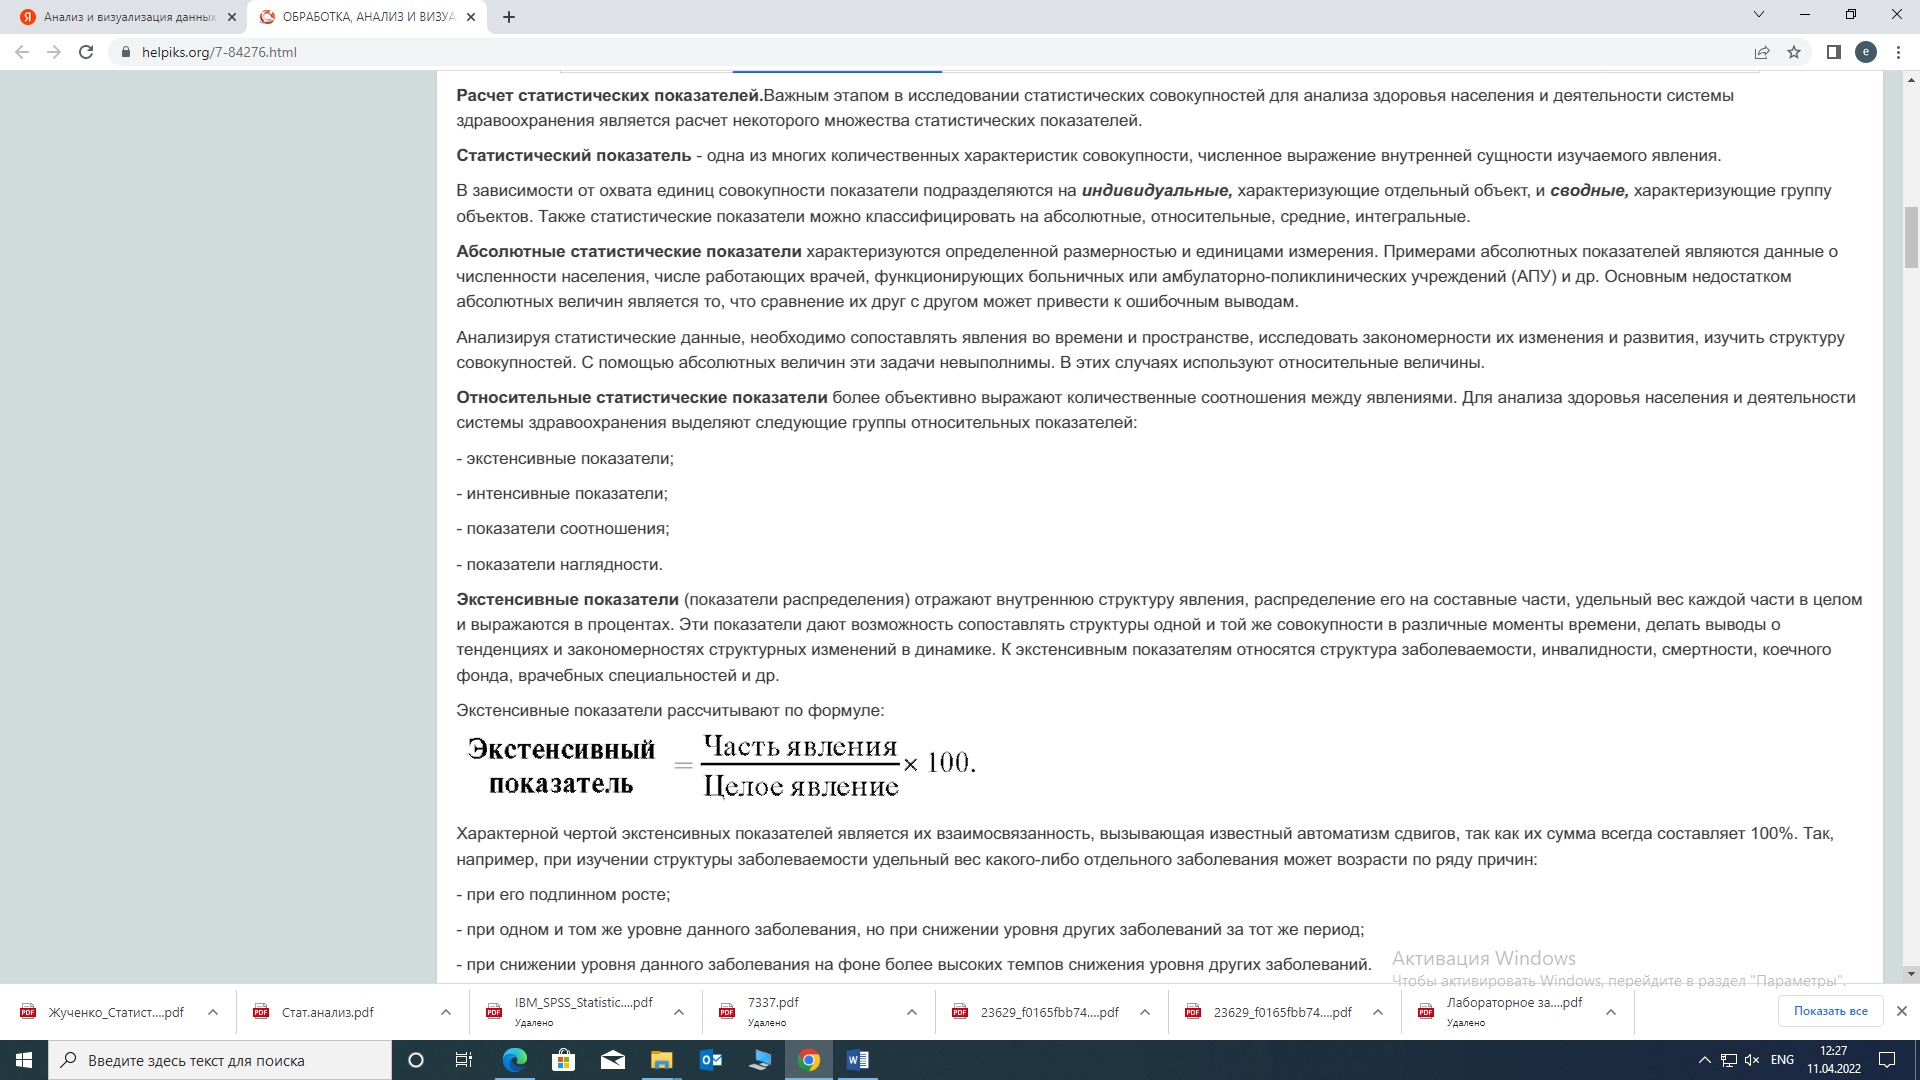 Анализ и визуализация данных
ОБРАБОТКА, АНАЛИЗ И ВИЗУА
helpiks.org/7-84276.html
e
Расчет статистических показателей.Важным этапом в исследовании статистических совокупностей для анализа здоровья населения и деятельности системы
здравоохранения является расчет некоторого множества статистических показателей.
Статистический показатель - одна из многих количественных характеристик совокупности, численное выражение внутренней сущности изучаемого явления.
В зависимости от охвата единиц совокупности показатели подразделяются на индивидуальные, характеризующие отдельный объект, и сводные, характеризующие группу
объектов. Также статистические показатели можно классифицировать на абсолютные, относительные, средние, интегральные.
Абсолютные статистические показатели характеризуются определенной размерностью и единицами измерения. Примерами абсолютных показателей являются данные о
численности населения, числе работающих врачей, функционирующих больничных или амбулаторно-поликлинических учреждений (АПУ) и др. Основным недостатком
абсолютных величин является то, что сравнение их друг с другом может привести к ошибочным выводам.
Анализируя статистические данные, необходимо сопоставлять явления во времени и пространстве, исследовать закономерности их изменения и развития, изучить структуру
совокупностей. С помощью абсолютных величин эти задачи невыполнимы. В этих случаях используют относительные величины.
Относительные статистические показатели более объективно выражают количественные соотношения между явлениями. Для анализа здоровья населения и деятельности
системы здравоохранения выделяют следующие группы относительных показателей:
- экстенсивные показатели;
- интенсивные показатели;
- показатели соотношения;
- показатели наглядности.
Экстенсивные показатели (показатели распределения) отражают внутреннюю структуру явления, распределение его на составные части, удельный вес каждой части в целом
и выражаются в процентах. Эти показатели дают возможность сопоставлять структуры одной и той же совокупности в различные моменты времени, делать выводы о
тенденциях и закономерностях структурных изменений в динамике. К экстенсивным показателям относятся структура заболеваемости, инвалидности, смертности, коечного
фонда, врачебных специальностей и др.
Экстенсивные показатели рассчитывают по формуле:
Экстенсивный
показатель
=
Часть явления
Целое явление
× 100.
Характерной чертой экстенсивных показателей является их взаимосвязанность, вызывающая известный автоматизм сдвигов, так как их сумма всегда составляет 100%. Так,
например, при изучении структуры заболеваемости удельный вес какого-либо отдельного заболевания может возрасти по ряду причин:
- при его подлинном росте;
- при одном и том же уровне данного заболевания, но при снижении уровня других заболеваний за тот же период;
- при снижении уровня данного заболевания на фоне более высоких темпов снижения уровня других заболеваний.
Активация Windows
Чтобы активировать Windows, перейдите в раздел "Параметры".
Жученко_Статист....pdf
Стат.анализ.pdf
IBM_SPSS_Statistic....pdf
Удалено
7337.pdf
Удалено
23629_f0165fbb74....pdf
23629_f0165fbb74....pdf
Лабораторное за....pdf
Удалено
Показать все
Введите здесь текст для поиска
ENG
12:27
11.04.2022